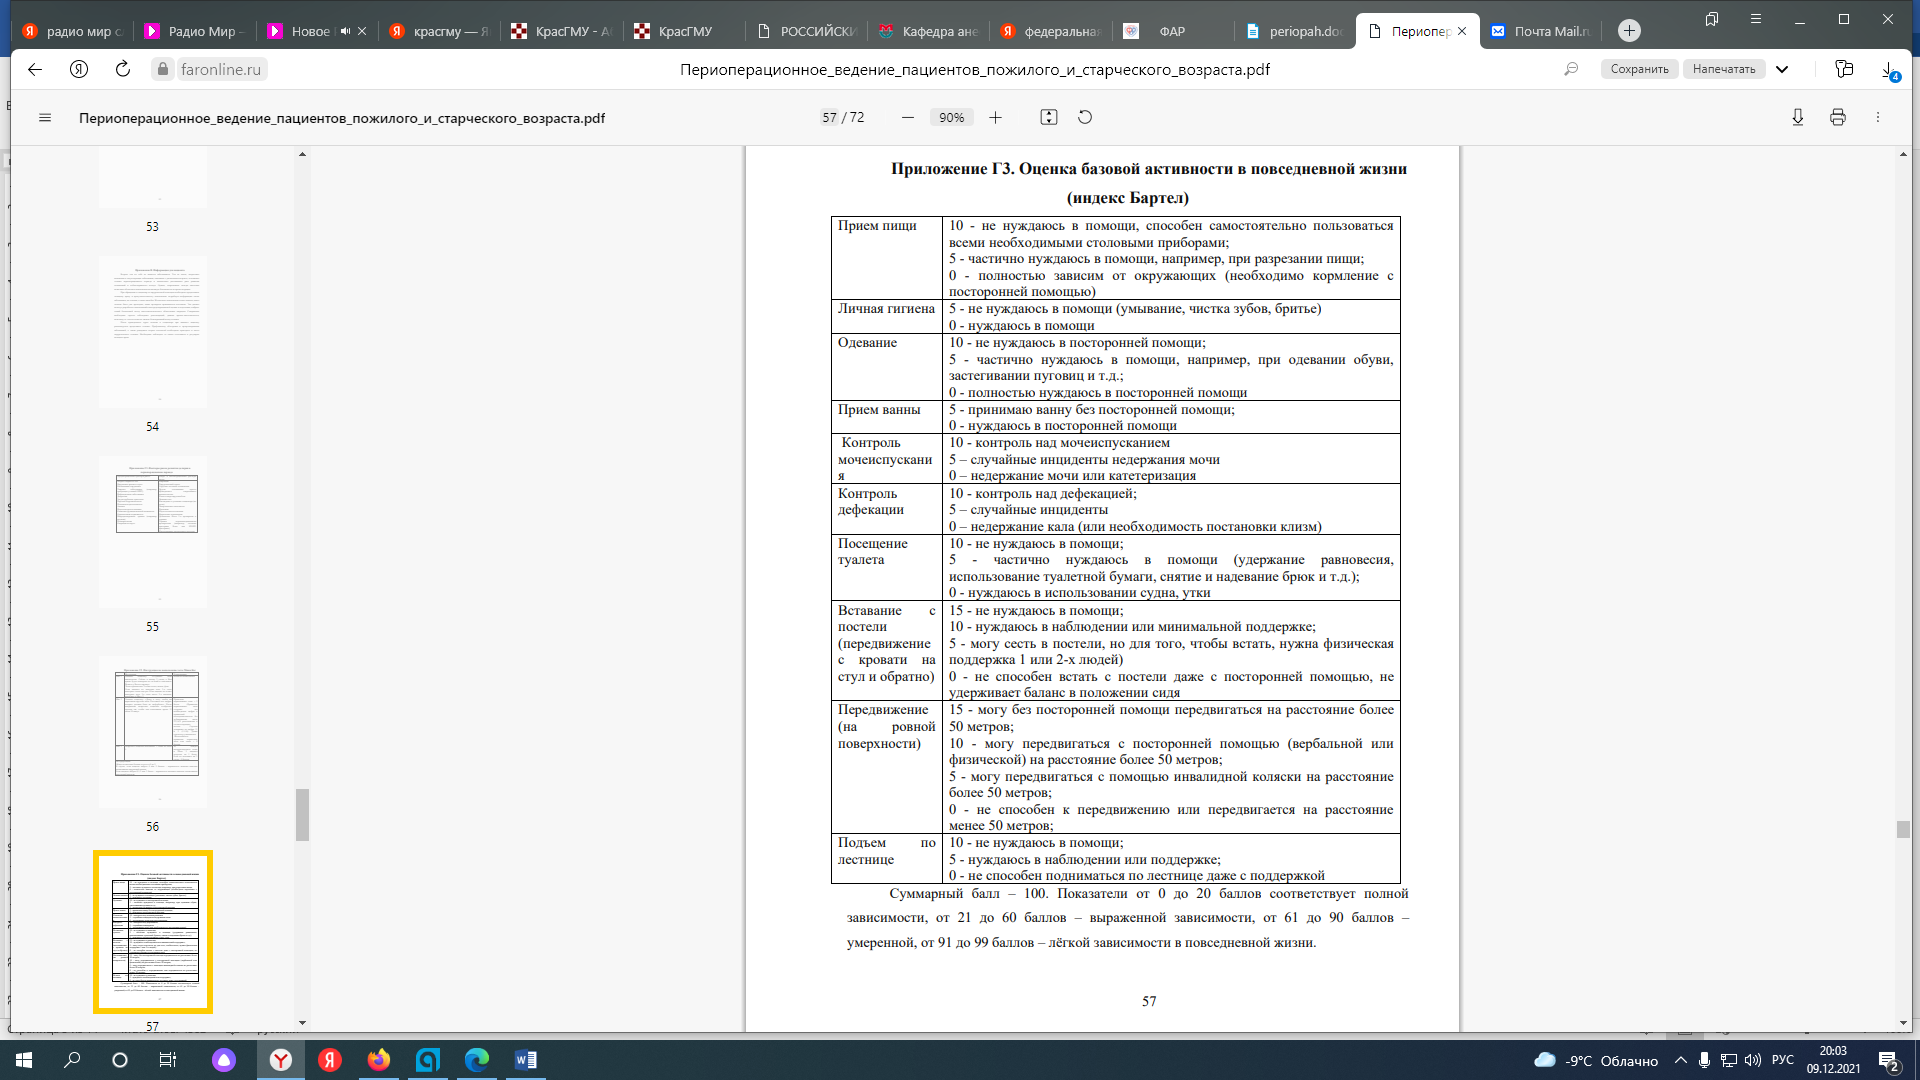 радио мир с
Радио Мир –
Новое
красгму — Я
КрасГМУ - А
КрасГМУ
РОССИЙСКИ
Кафедра ане
федеральная
ФАР
periopah.doc
Периопер
Почта Mail.ru
faronline.ru
Периоперационное_ведение_пациентов_пожилого_и_старческого_возраста.pdf
Сохранить
Напечатать
4
Периоперационное_ведение_пациентов_пожилого_и_старческого_возраста.pdf
57 / 72
90%
53
54
55
56
57
Приложение Г3. Оценка базовой активности в повседневной жизни
(индекс Бартел)
Прием пищи
10 - не нуждаюсь в помощи, способен самостоятельно пользоваться
всеми необходимыми столовыми приборами;
5 - частично нуждаюсь в помощи, например, при разрезании пищи;
0 - полностью зависим от окружающих (необходимо кормление с
посторонней помощью)
Личная гигиена
5 - не нуждаюсь в помощи (умывание, чистка зубов, бритье)
0 - нуждаюсь в помощи
Одевание
10 - не нуждаюсь в посторонней помощи;
5 - частично нуждаюсь в помощи, например, при одевании обуви,
застегивании пуговиц и т.д.;
0 - полностью нуждаюсь в посторонней помощи
Прием ванны
5 - принимаю ванну без посторонней помощи;
0 - нуждаюсь в посторонней помощи
Контроль
мочеиспускани
я
10 - контроль над мочеиспусканием
5 – случайные инциденты недержания мочи
0 – недержание мочи или катетеризация
Контроль
дефекации
10 - контроль над дефекацией;
5 – случайные инциденты
0 – недержание кала (или необходимость постановки клизм)
Посещение
туалета
10 - не нуждаюсь в помощи;
5 - частично нуждаюсь в помощи (удержание равновесия,
использование туалетной бумаги, снятие и надевание брюк и т.д.);
0 - нуждаюсь в использовании судна, утки
Вставание с
постели
(передвижение
с кровати на
стул и обратно)
15 - не нуждаюсь в помощи;
10 - нуждаюсь в наблюдении или минимальной поддержке;
5 - могу сесть в постели, но для того, чтобы встать, нужна физическая
поддержка 1 или 2-х людей)
0 - не способен встать с постели даже с посторонней помощью, не
удерживает баланс в положении сидя
Передвижение
(на ровной
поверхности)
15 - могу без посторонней помощи передвигаться на расстояние более
50 метров;
10 - могу передвигаться с посторонней помощью (вербальной или
физической) на расстояние более 50 метров;
5 - могу передвигаться с помощью инвалидной коляски на расстояние
более 50 метров;
0 - не способен к передвижению или передвигается на расстояние
менее 50 метров;
Подъем по
лестнице
10 - не нуждаюсь в помощи;
5 - нуждаюсь в наблюдении или поддержке;
0 - не способен подниматься по лестнице даже с поддержкой
Суммарный балл – 100. Показатели от 0 до 20 баллов соответствует полной
зависимости, от 21 до 60 баллов – выраженной зависимости, от 61 до 90 баллов –
умеренной, от 91 до 99 баллов – лёгкой зависимости в повседневной жизни.
57
-9°C Облачно
РУС
20:03
09.12.2021
2